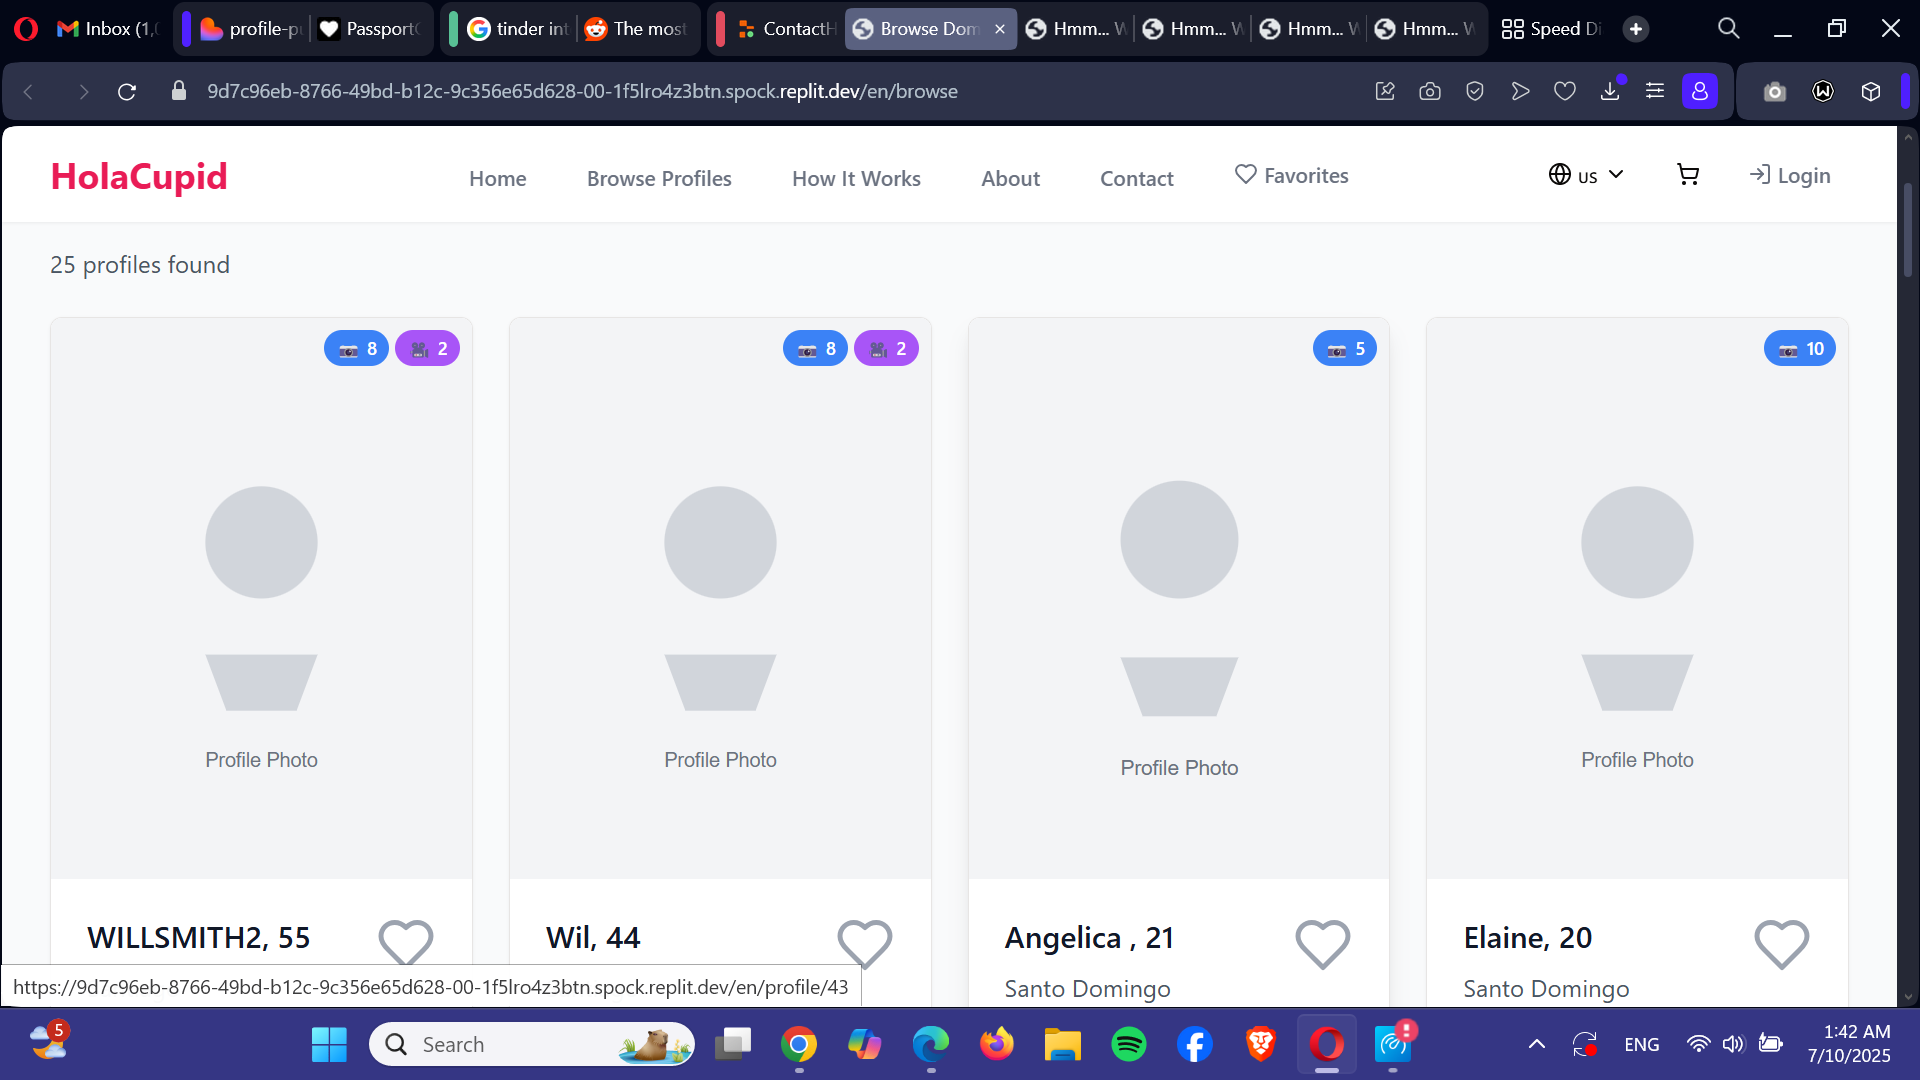 Inbox (1,
profile-p
Passport
tinder int
The most
ContactH
Browse Dom
Hmm... W
Hmm... W
Hmm... W
Hmm... W
Speed Di
9d7c96eb-8766-49bd-b12c-9c356e65d628-00-1f5lro4z3btn.spock.replit.dev/en/browse
HolaCupid
Home
Browse Profiles
How It Works
About
Contact
Favorites
us
Login
25 profiles found
8
2
8
2
5
10
Profile Photo
Profile Photo
Profile Photo
Profile Photo
WILLSMITH2, 55
Wil, 44
Angelica , 21
Elaine, 20
Santo Domingo
Santo Domingo
https://9d7c96eb-8766-49bd-b12c-9c356e65d628-00-1f5lro4z3btn.spock.replit.dev/en/profile/43
5
Search
ENG
1:42 AM
7/10/2025